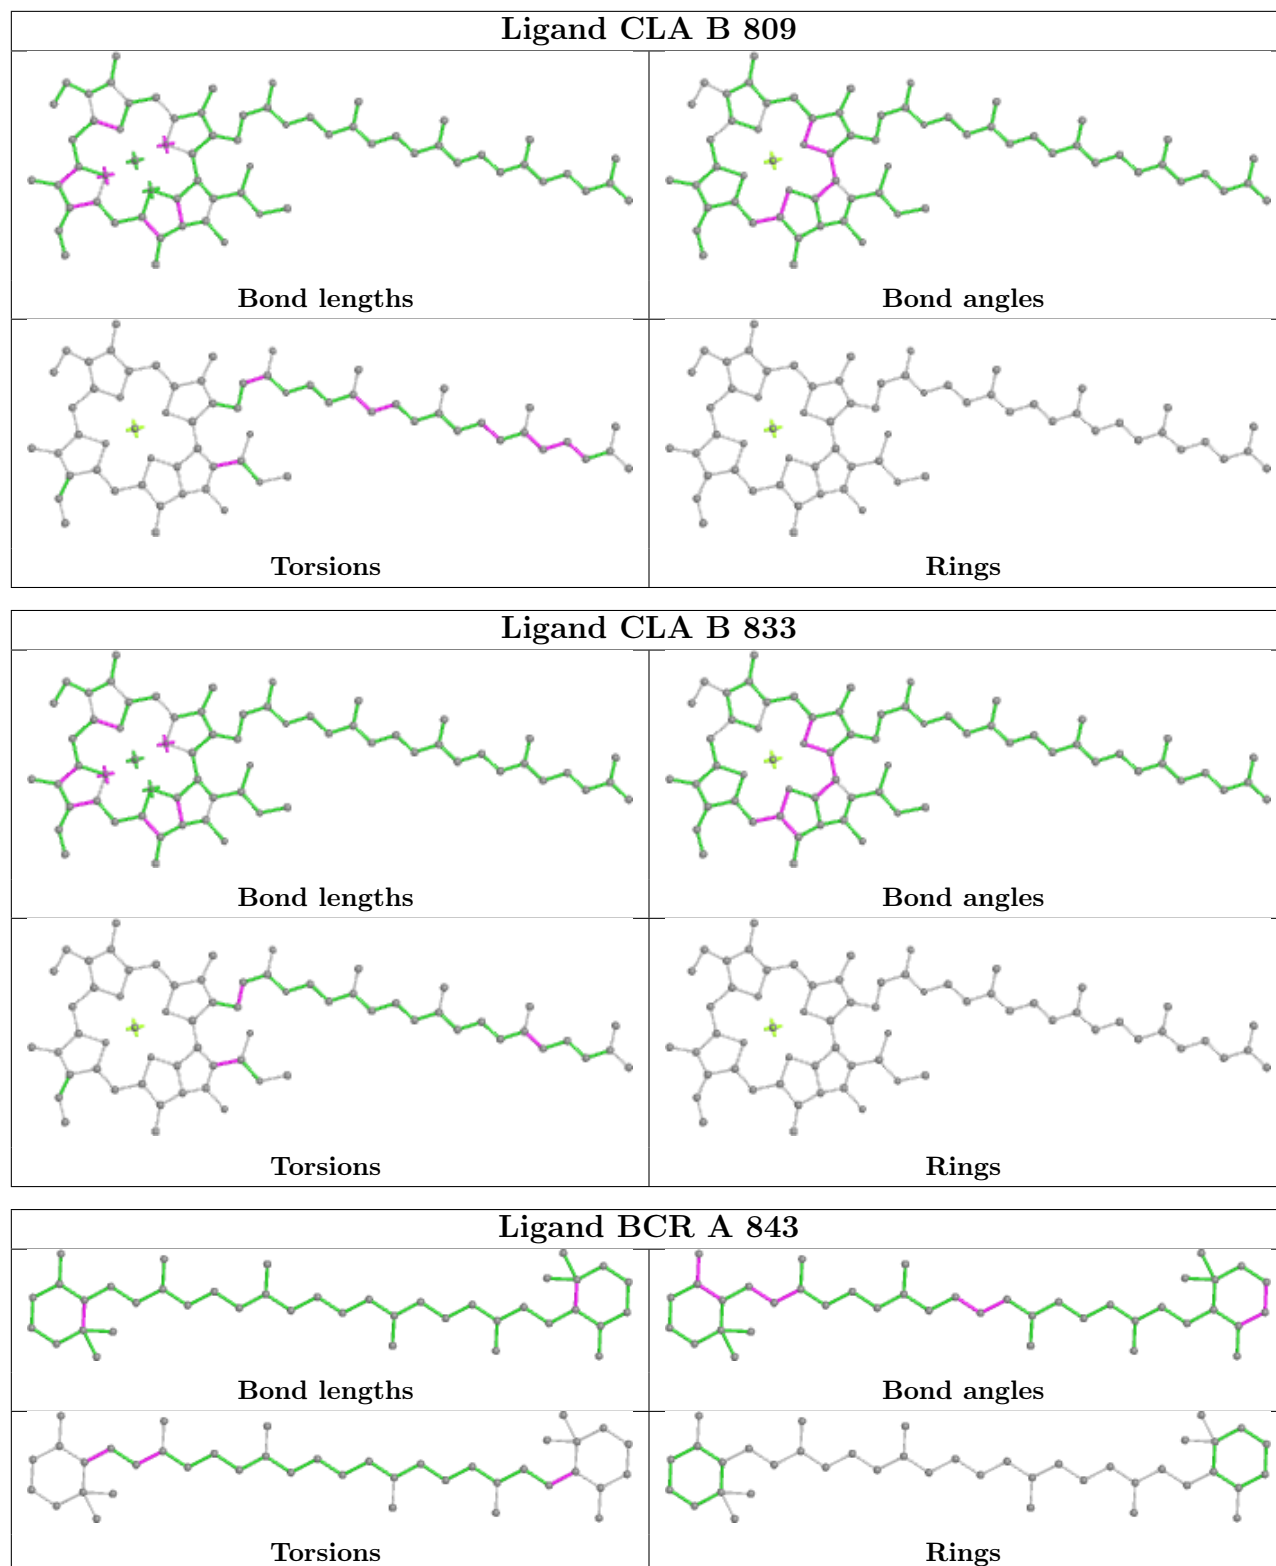 Ligand CLA B 809
Bond lengths
Bond angles
Torsions
Rings
Ligand CLA B 833
Bond lengths
Bond angles
Torsions
Rings
Ligand BCR A 843
Bond lengths
Bond angles
Torsions
Rings